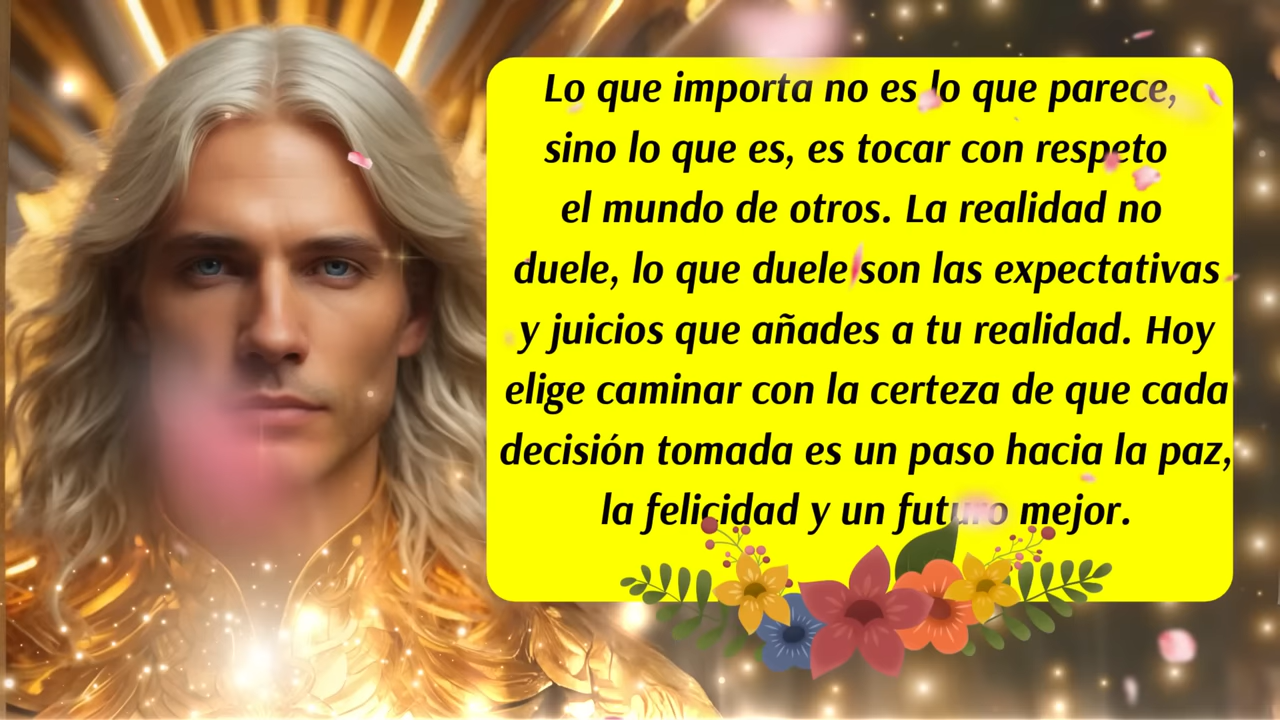 Lo que importa no es lo que parece,
sino lo que es, es tocar con respeto
el mundo de otros. La realidad no
duele, lo que duele son las expectativas
y juicios que añades a tu realidad. Hoy
elige caminar con la certeza de que cada
decisión tomada es un paso hacia la paz,
la felicidad y un futuro mejor.